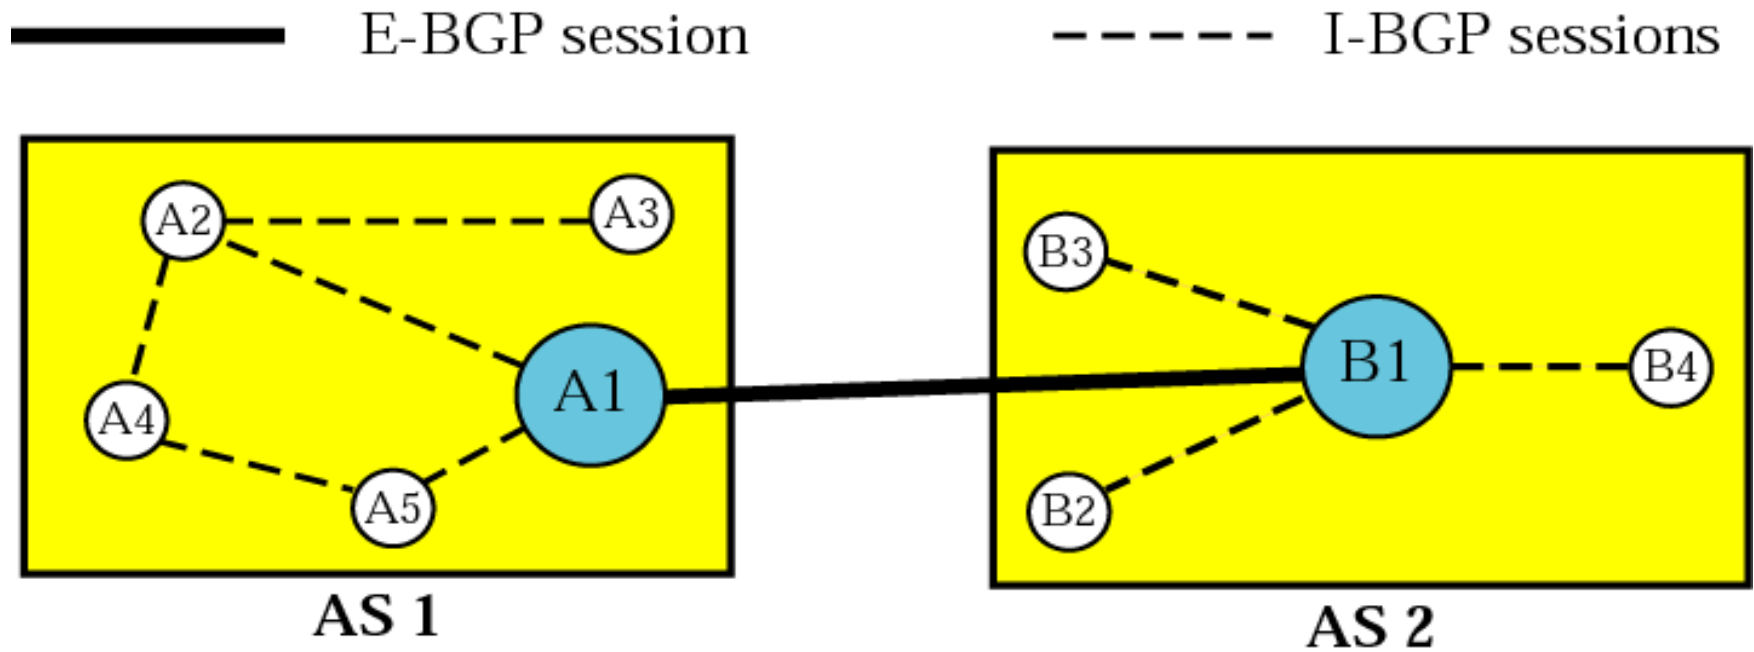 E-BGP session
I-BGP sessions
A2
A3
A1
A4
A5
AS 1
B3
B1
B4
B2
AS 2